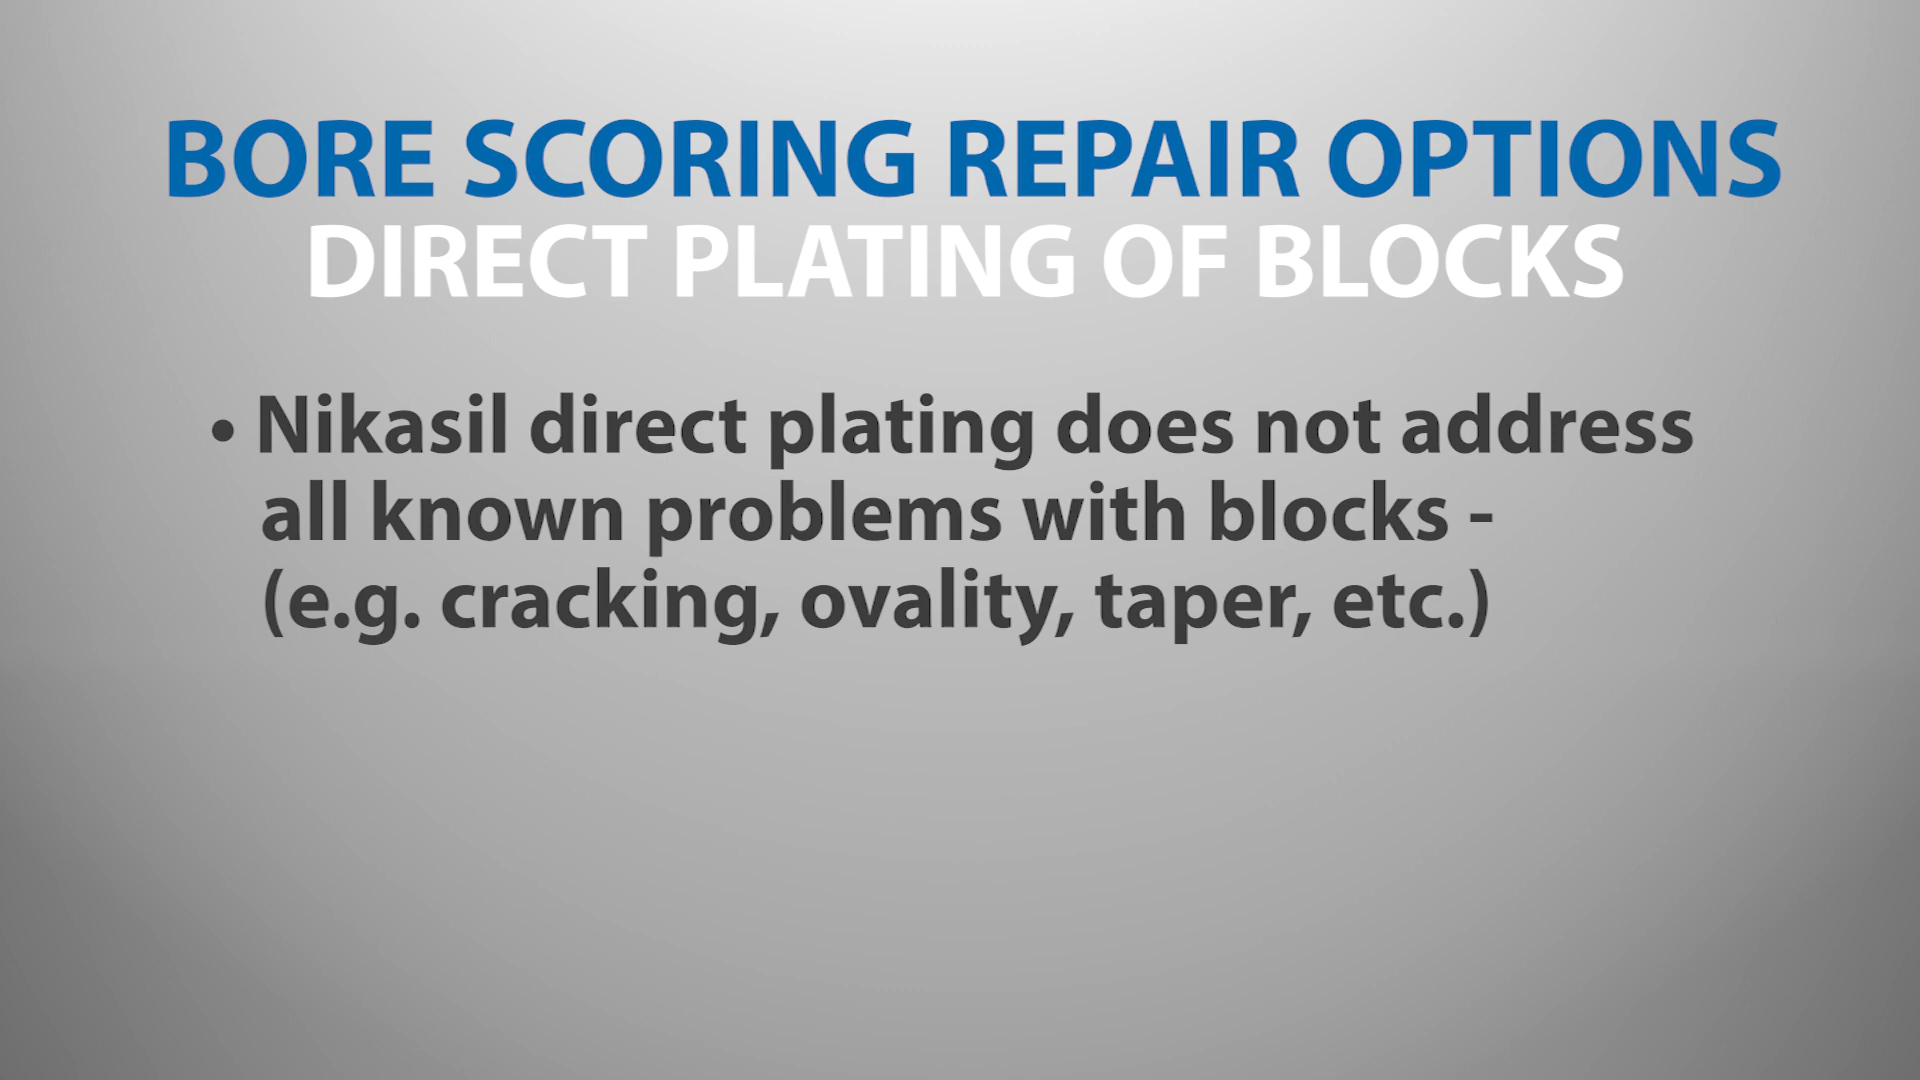 BORE SCORING REPAIR OPTIONS
DIRECT PLATING OF BLOCKS
• Nikasil direct plating does not address
all known problems with blocks -
(e.g. cracking, ovality, taper, etc.)